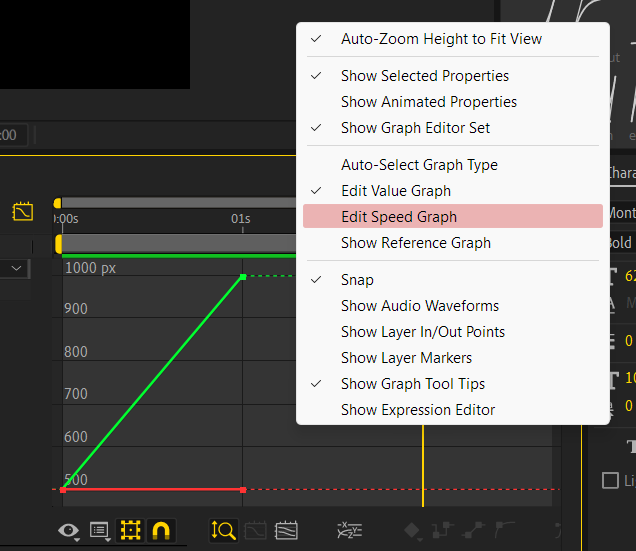 Auto-Zoom Height to Fit View
Show Selected Properties
Show Animated Properties
Show Graph Editor Set
Auto-Select Graph Type
Edit Value Graph
Edit Speed Graph
Show Reference Graph
Snap
Show Audio Waveforms
Show Layer In/Out Points
Show Layer Markers
Show Graph Tool Tips
Show Expression Editor
:00
0:00s
01s
1000 px
900
800
700
600
500
Chara
Mont
Bold
62
0
10
0
Li